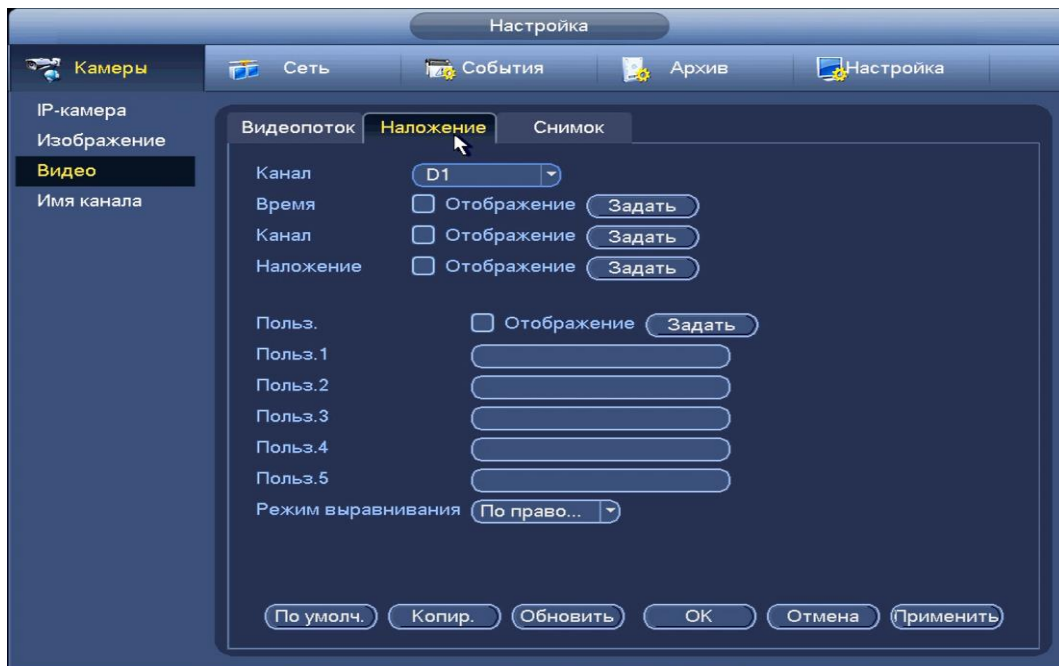 Настройка
Камеры Сеть События Архив Настройка
IP-камера
Изображение
Видео
Имя канала
Видеопоток Наложение Снимок
Канал D1
Время Отображение Задать
Канал Отображение Задать
Наложение Отображение Задать
Польз. Отображение Задать
Польз.1
Польз.2
Польз.3
Польз.4
Польз.5
Режим выравнивания По право...
По умолч. Копир. Обновить OK Отмена Применить